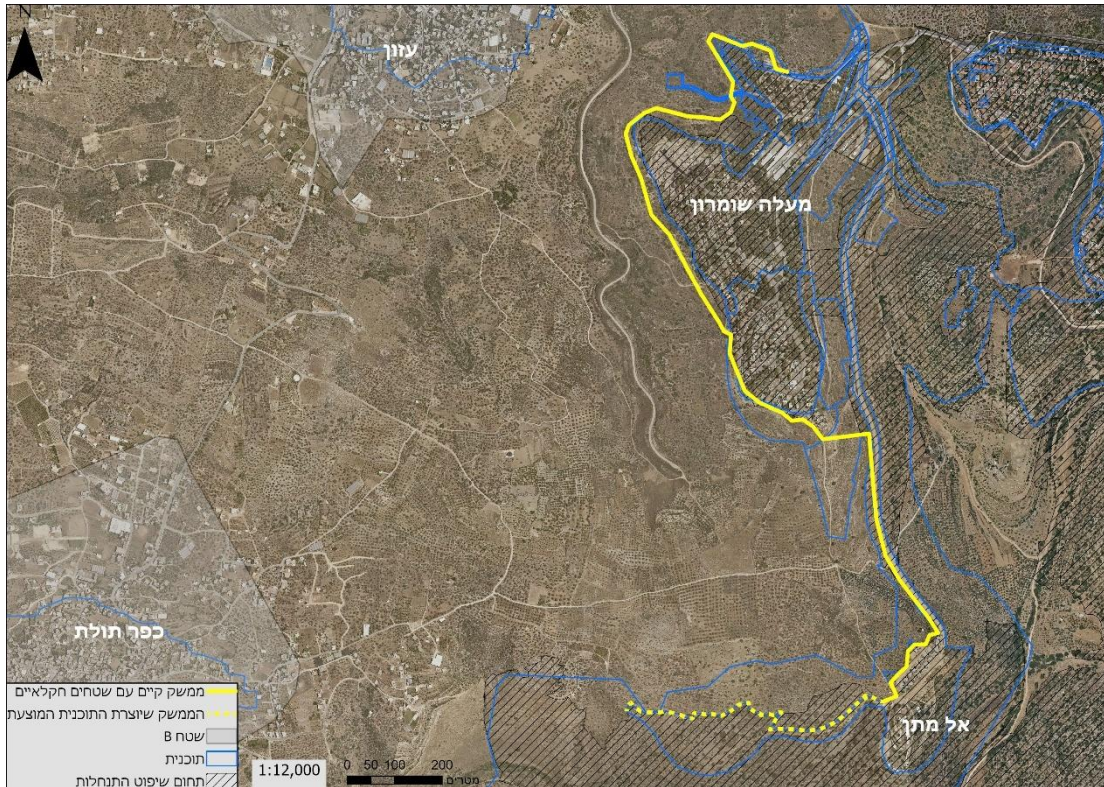 N
עזון
מעלה שומרון
כפר תולת
אל מתן
ממשק קיים עם שטחים חקלאיים
הממשק שיוצרת התוכנית המוצעת
שטח B
תוכנית
תחום שיפוט התנחלות
1:12,000
0 50 100 200
מטרים